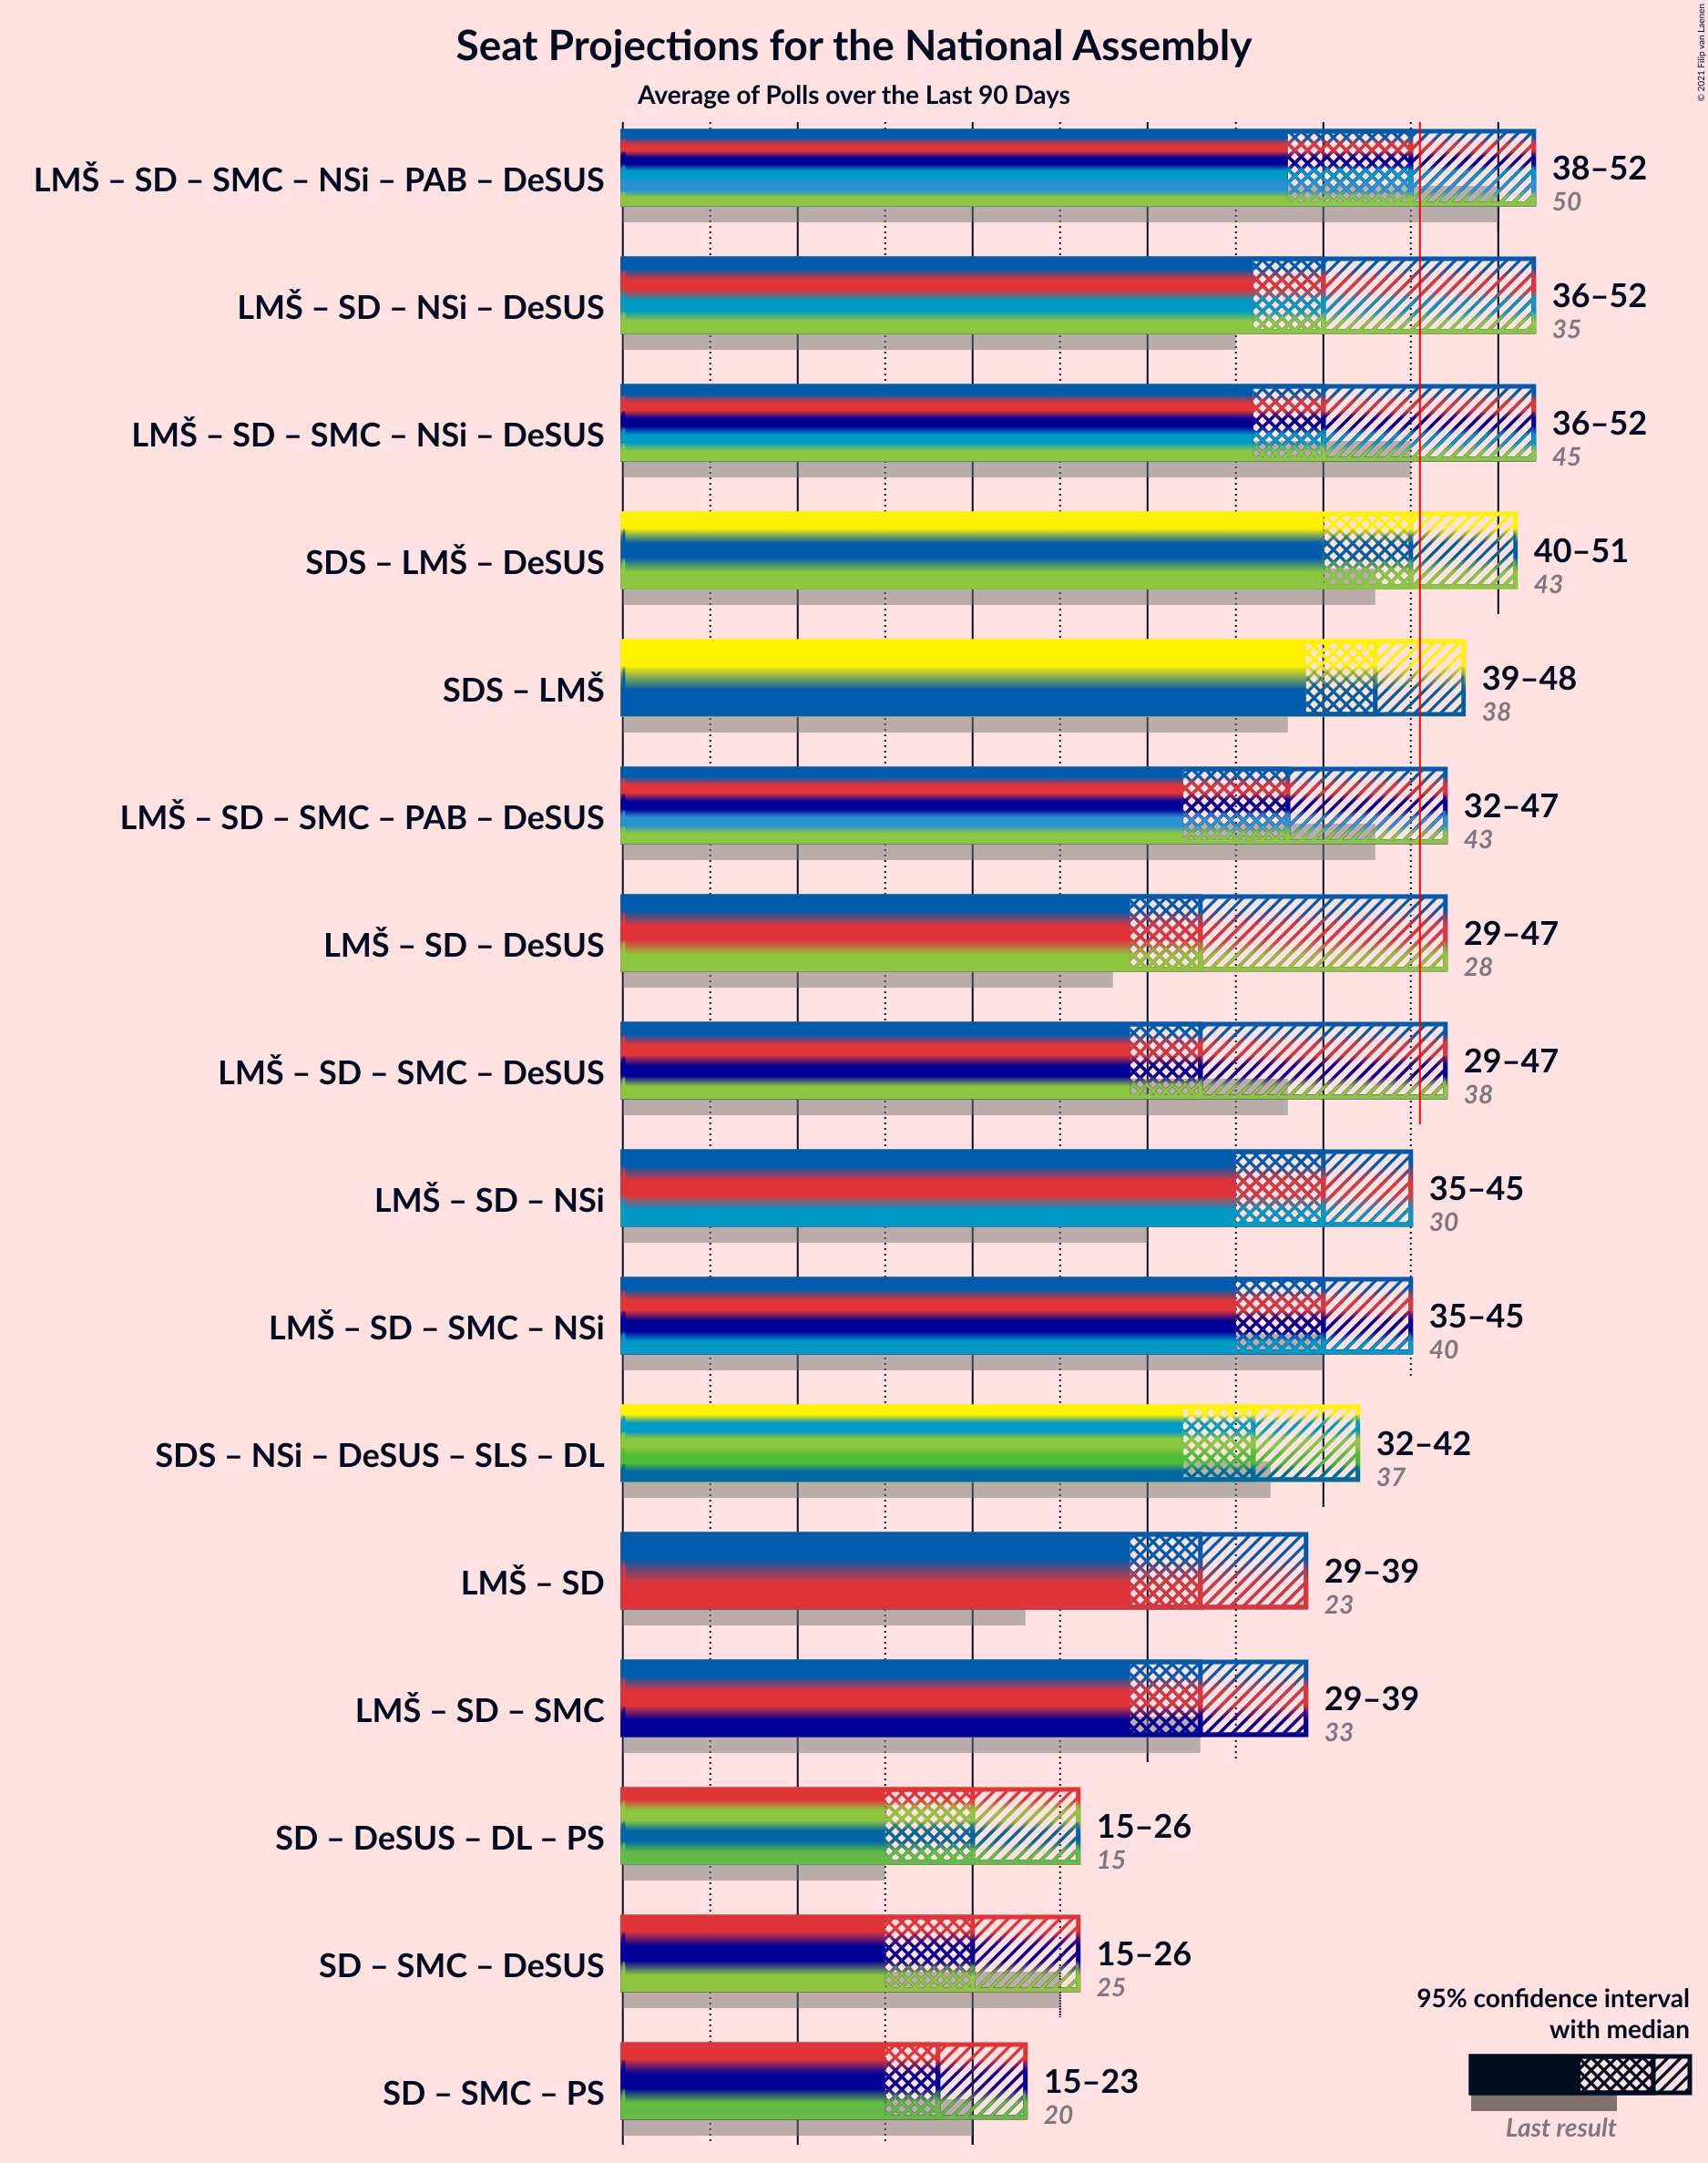 Seat Projections for the National Assembly
Average of Polls over the Last 90 Days
© 2021 Filip van Laenen
LMŠ – SD – SMC – NSi – PAB – DeSUS
38–52
50
LMŠ – SD – NSi – DeSUS
36–52
35
LMŠ – SD – SMC – NSi – DeSUS
36–52
45
SDS – LMŠ – DeSUS
40–51
43
SDS – LMŠ
39–48
38
LMŠ – SD – SMC – PAB – DeSUS
32–47
43
LMŠ – SD – DeSUS
29–47
28
LMŠ – SD – SMC – DeSUS
29–47
38
LMŠ – SD – NSi
35–45
30
LMŠ – SD – SMC – NSi
35–45
40
SDS – NSi – DeSUS – SLS – DL
32–42
37
LMŠ – SD
29–39
23
LMŠ – SD – SMC
29–39
33
SD – DeSUS – DL – PS
15–26
15
SD – SMC – DeSUS
15–26
25
SD – SMC – PS
15–23
20
95% confidence interval
with median
Last result